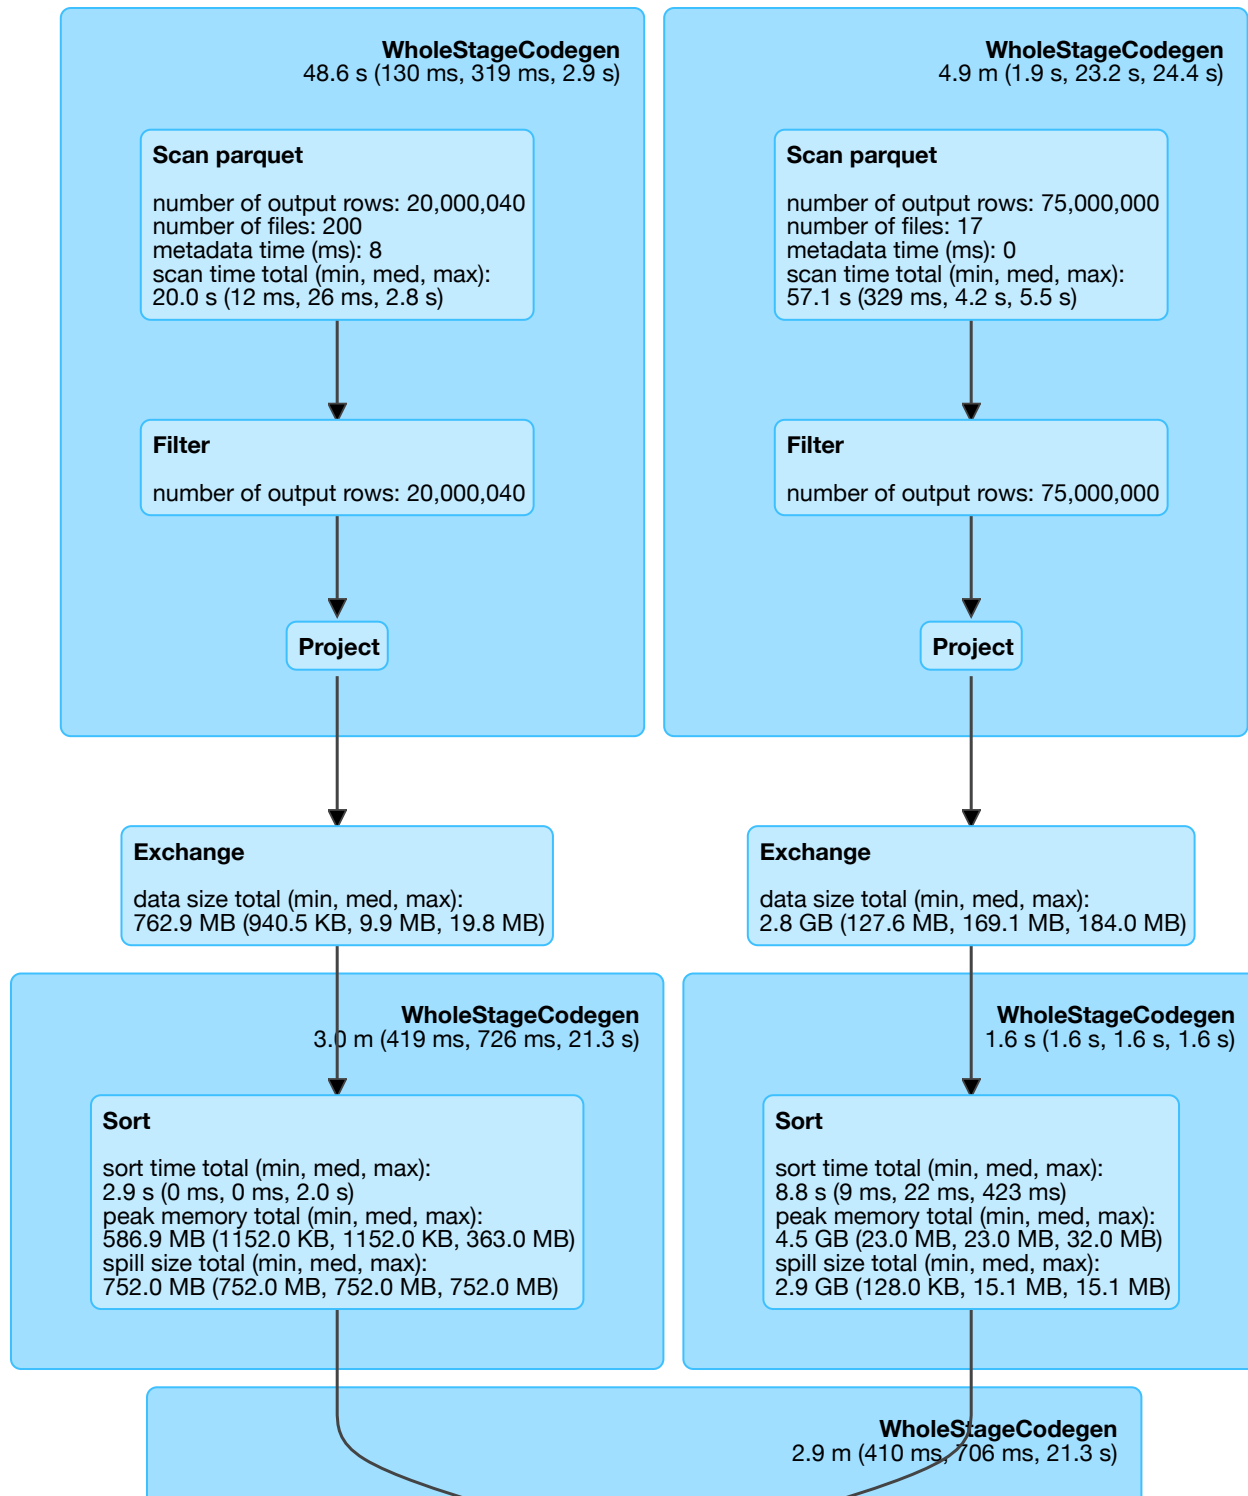 WholeStageCodegen
48.6 s (130 ms, 319 ms, 2.9 s)
Scan parquet
number of output rows: 20,000,040
number of files: 200
metadata time (ms): 8
scan time total (min, med, max):
20.0 s (12 ms, 26 ms, 2.8 s)
Filter
number of output rows: 20,000,040
Project
WholeStageCodegen
4.9 m (1.9 s, 23.2 s, 24.4 s)
Scan parquet
number of output rows: 75,000,000
number of files: 17
metadata time (ms): 0
scan time total (min, med, max):
57.1 s (329 ms, 4.2 s, 5.5 s)
Filter
number of output rows: 75,000,000
Project
Exchange
data size total (min, med, max):
762.9 MB (940.5 KB, 9.9 MB, 19.8 MB)
Exchange
data size total (min, med, max):
2.8 GB (127.6 MB, 169.1 MB, 184.0 MB)
WholeStageCodegen
3.0 m (419 ms, 726 ms, 21.3 s)
Sort
sort time total (min, med, max):
2.9 s (0 ms, 0 ms, 2.0 s)
peak memory total (min, med, max):
586.9 MB (1152.0 KB, 1152.0 KB, 363.0 MB)
spill size total (min, med, max):
752.0 MB (752.0 MB, 752.0 MB, 752.0 MB)
WholeStageCodegen
1.6 s (1.6 s, 1.6 s, 1.6 s)
Sort
sort time total (min, med, max):
8.8 s (9 ms, 22 ms, 423 ms)
peak memory total (min, med, max):
4.5 GB (23.0 MB, 23.0 MB, 32.0 MB)
spill size total (min, med, max):
2.9 GB (128.0 KB, 15.1 MB, 15.1 MB)
WholeStageCodegen
2.9 m (410 ms, 706 ms, 21.3 s)